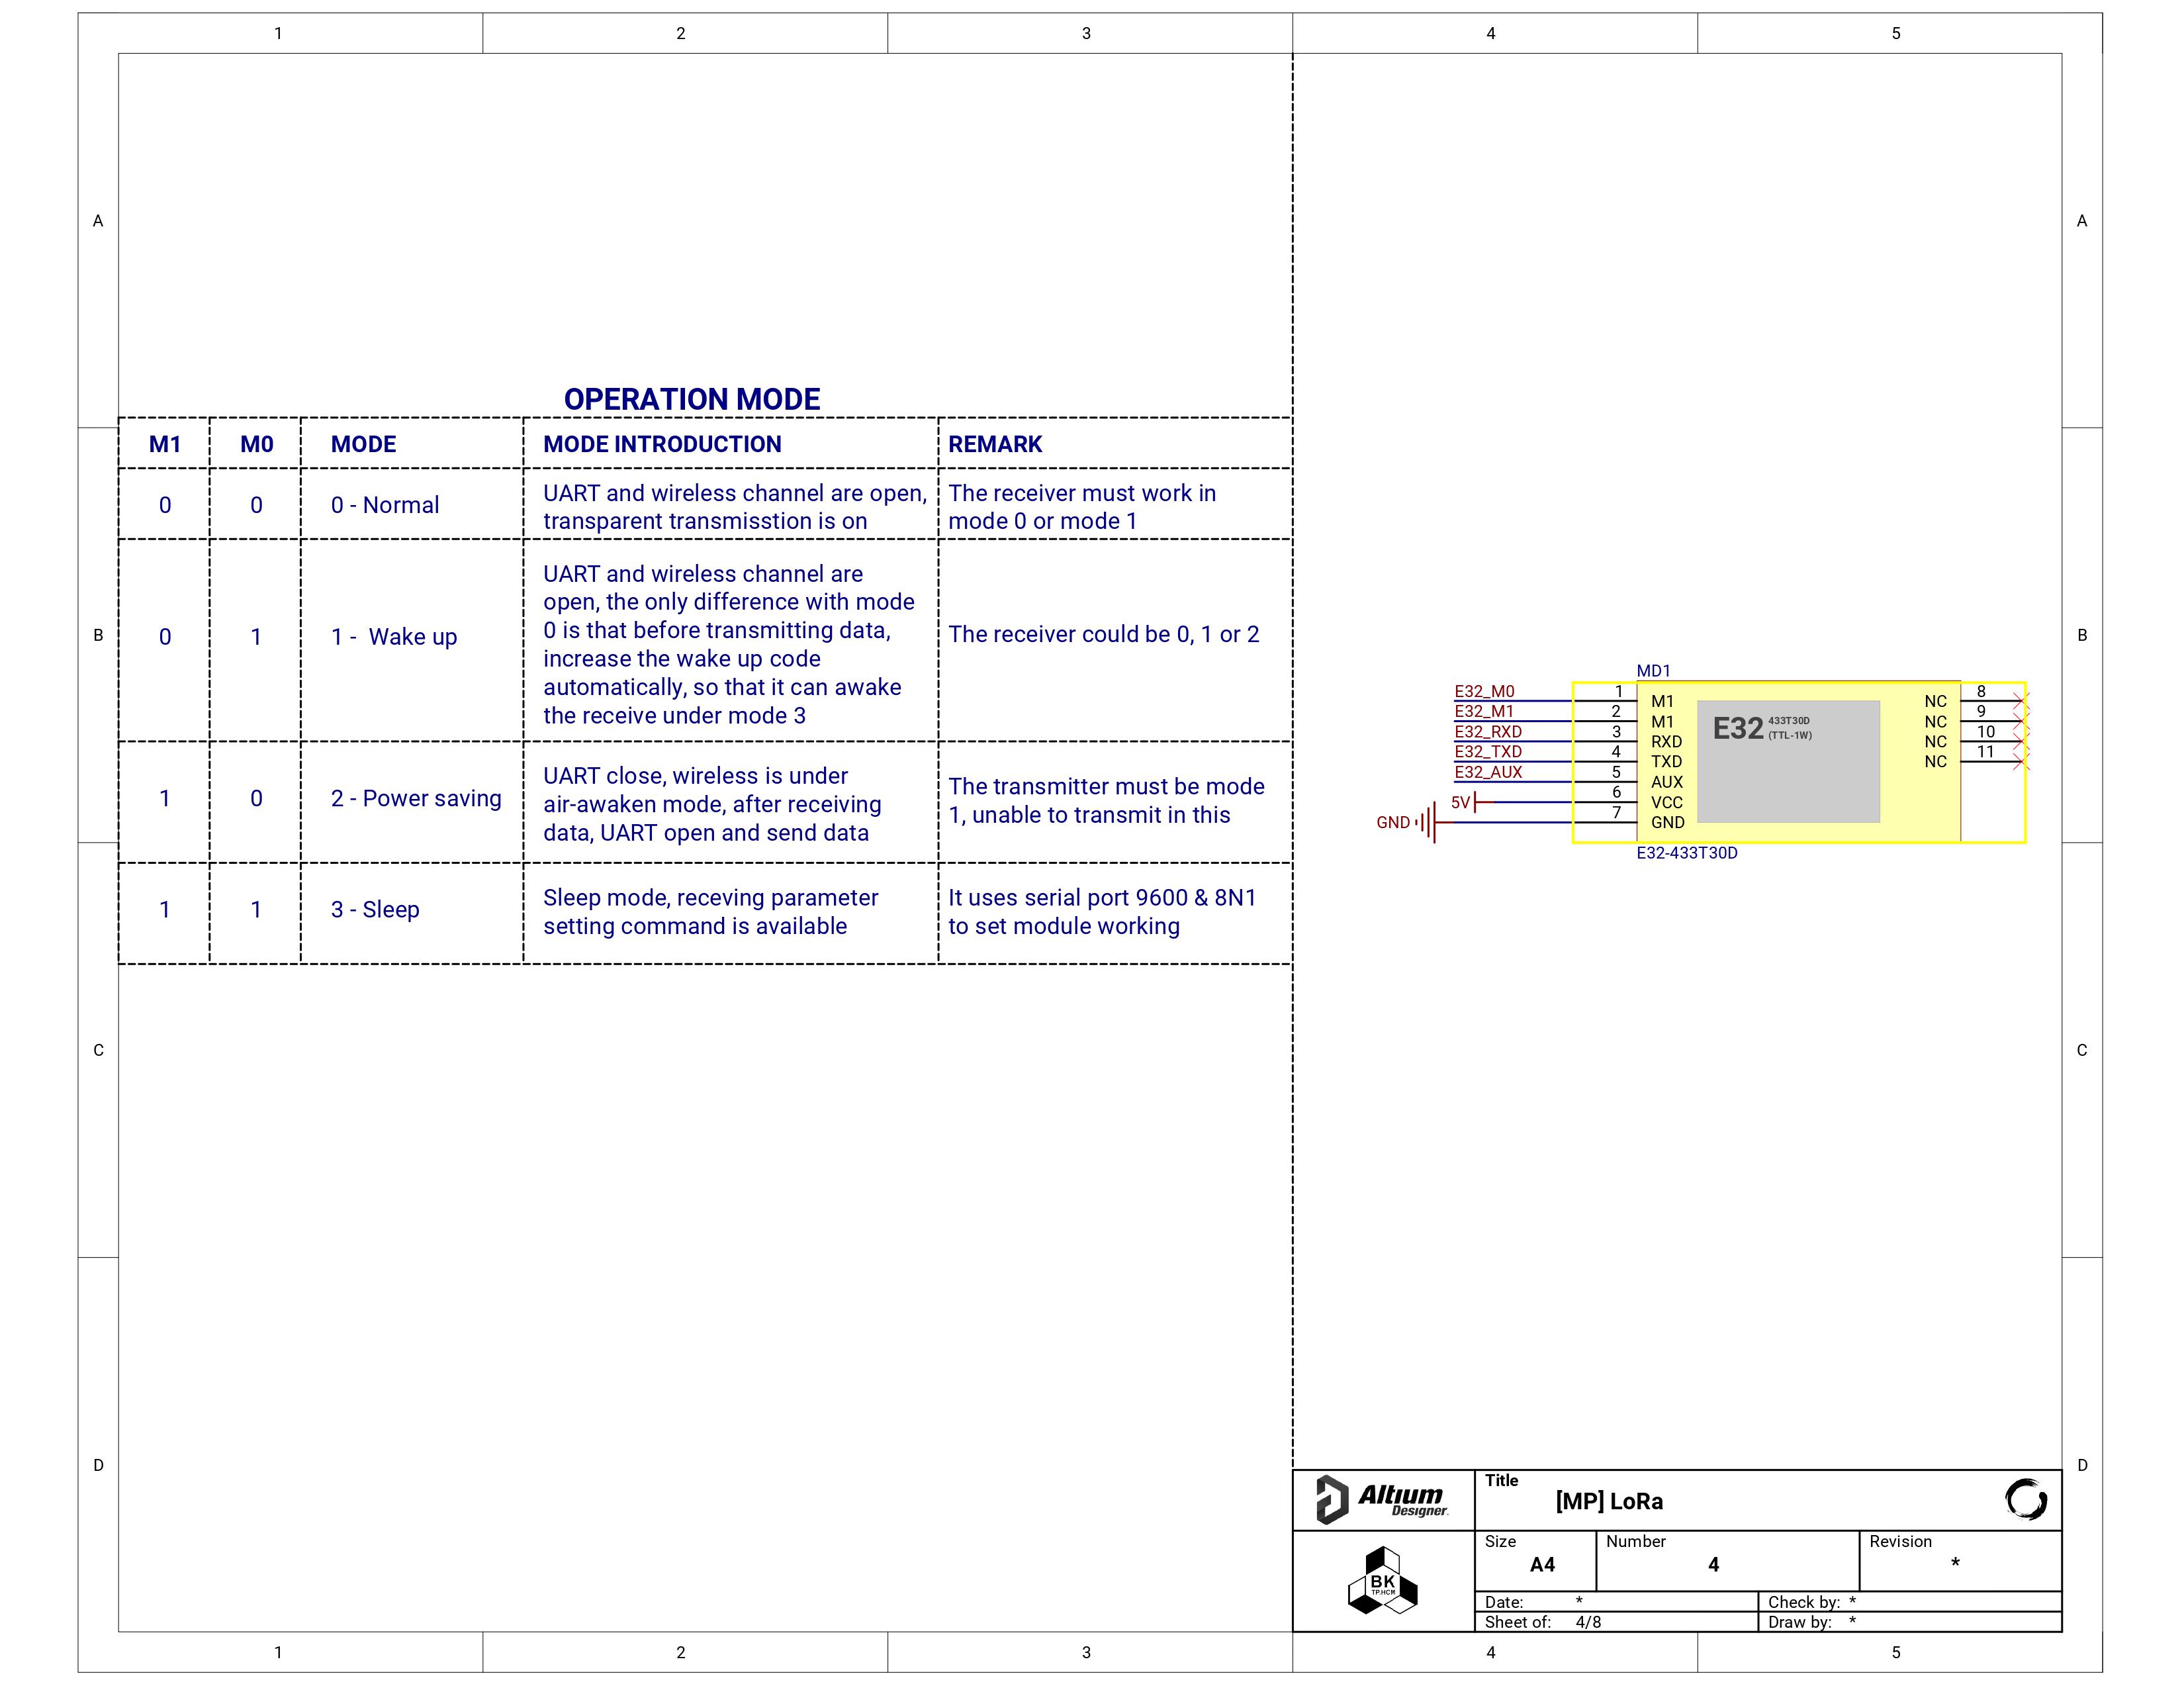 1 2 3 4 5
A A
OPERATION MODE
M1 M0 MODE MODE INTRODUCTION REMARK
0 0 0 - Normal
UART and wireless channel are open,
transparent transmisstion is on
The receiver must work in
mode 0 or mode 1
B B
0 1 1 - Wake up
UART and wireless channel are
open, the only difference with mode
0 is that before transmitting data,
increase the wake up code
automatically, so that it can awake
the receive under mode 3
The receiver could be 0, 1 or 2
1 0 2 - Power saving
UART close, wireless is under
air-awaken mode, after receiving
data, UART open and send data
The transmitter must be mode
1, unable to transmit in this
1 1 3 - Sleep
Sleep mode, receving parameter
setting command is available
It uses serial port 9600 & 8N1
to set module working
MD1
E32_M0 1 M1 NC 8
E32_M1 2 M1 NC 9
E32_RXD 3 RXD NC 10
E32_TXD 4 TXD NC 11
E32_AUX 5 AUX
5V 6 VCC
GND 7 GND
E32 433T30D
(TTL-1W)
E32-433T30D
C C
D D
Altium
Designer
Title
[MP] LoRa
BK
TP.HCM
Size
A4
Number
4
Revision
*
Date: *
Check by: *
Sheet of: 4/8
Draw by: *
1 2 3 4 5